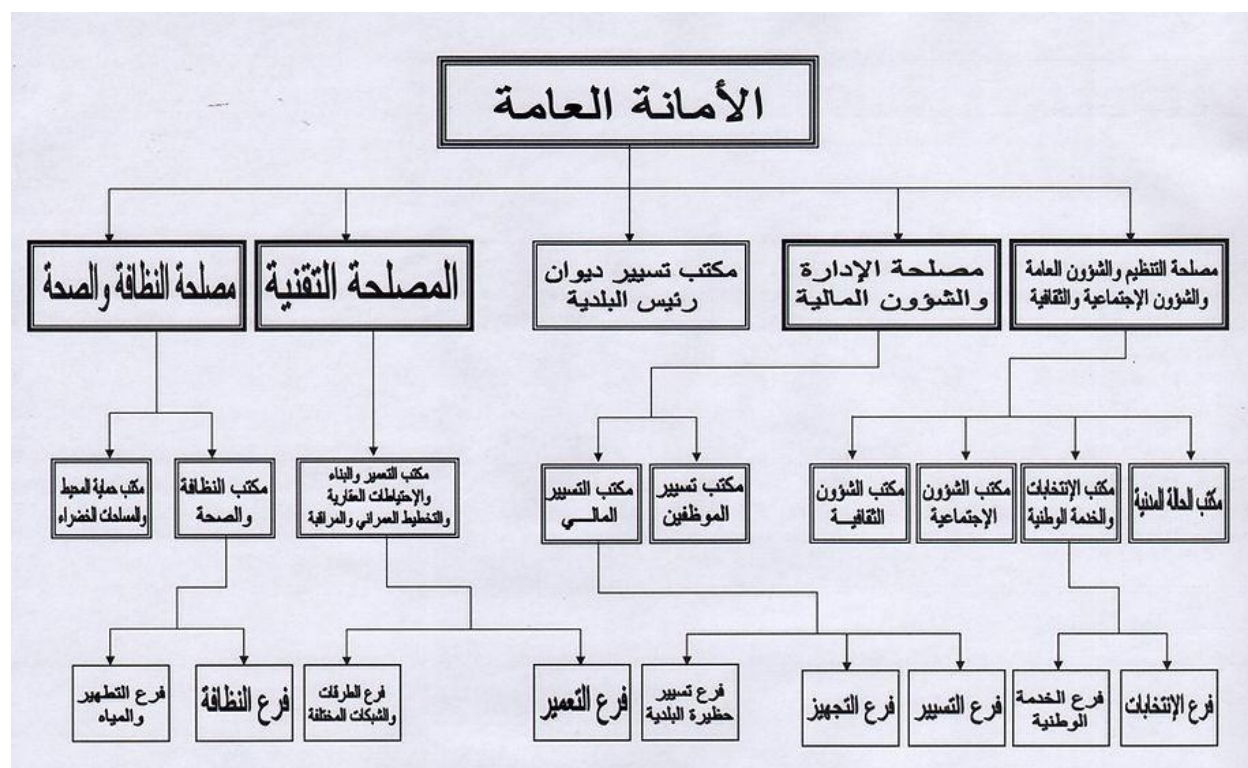 الأمانة العامة
مصلحة التنظيم والشؤون العامة
والشؤون الإجتماعية والثقافية
مصلحة الإدارة
والشؤون المالية
مكتب تسيير ديوان
رئيس البلدية
المصلحة التقنية
مصلحة النظافة والصحة
مكتب الحالة المدنية
مكتب الإنتخابات
والخدمة الوطنية
مكتب الشؤون
الإجتماعية
مكتب الشؤون
الثقافيــة
مكتب تسيير
الموظفين
مكتب التسيير
المالــي
مكتب التعمير والبناء
والإحتياطات العقارية
والتخطيط العمراني والمراقبة
مكتب النظافة
والصحة
مكتب حماية المحيط
والمساحات الخضراء
فرع الإنتخابات
فرع الخدمة
الوطنية
فرع التسيير
فرع التجهيز
فرع تسيير
حظيرة البلدية
فرع التعمير
فرع الطرقات
والشبكات المختلفة
فرع النظافة
فرع التطهير
والمياه